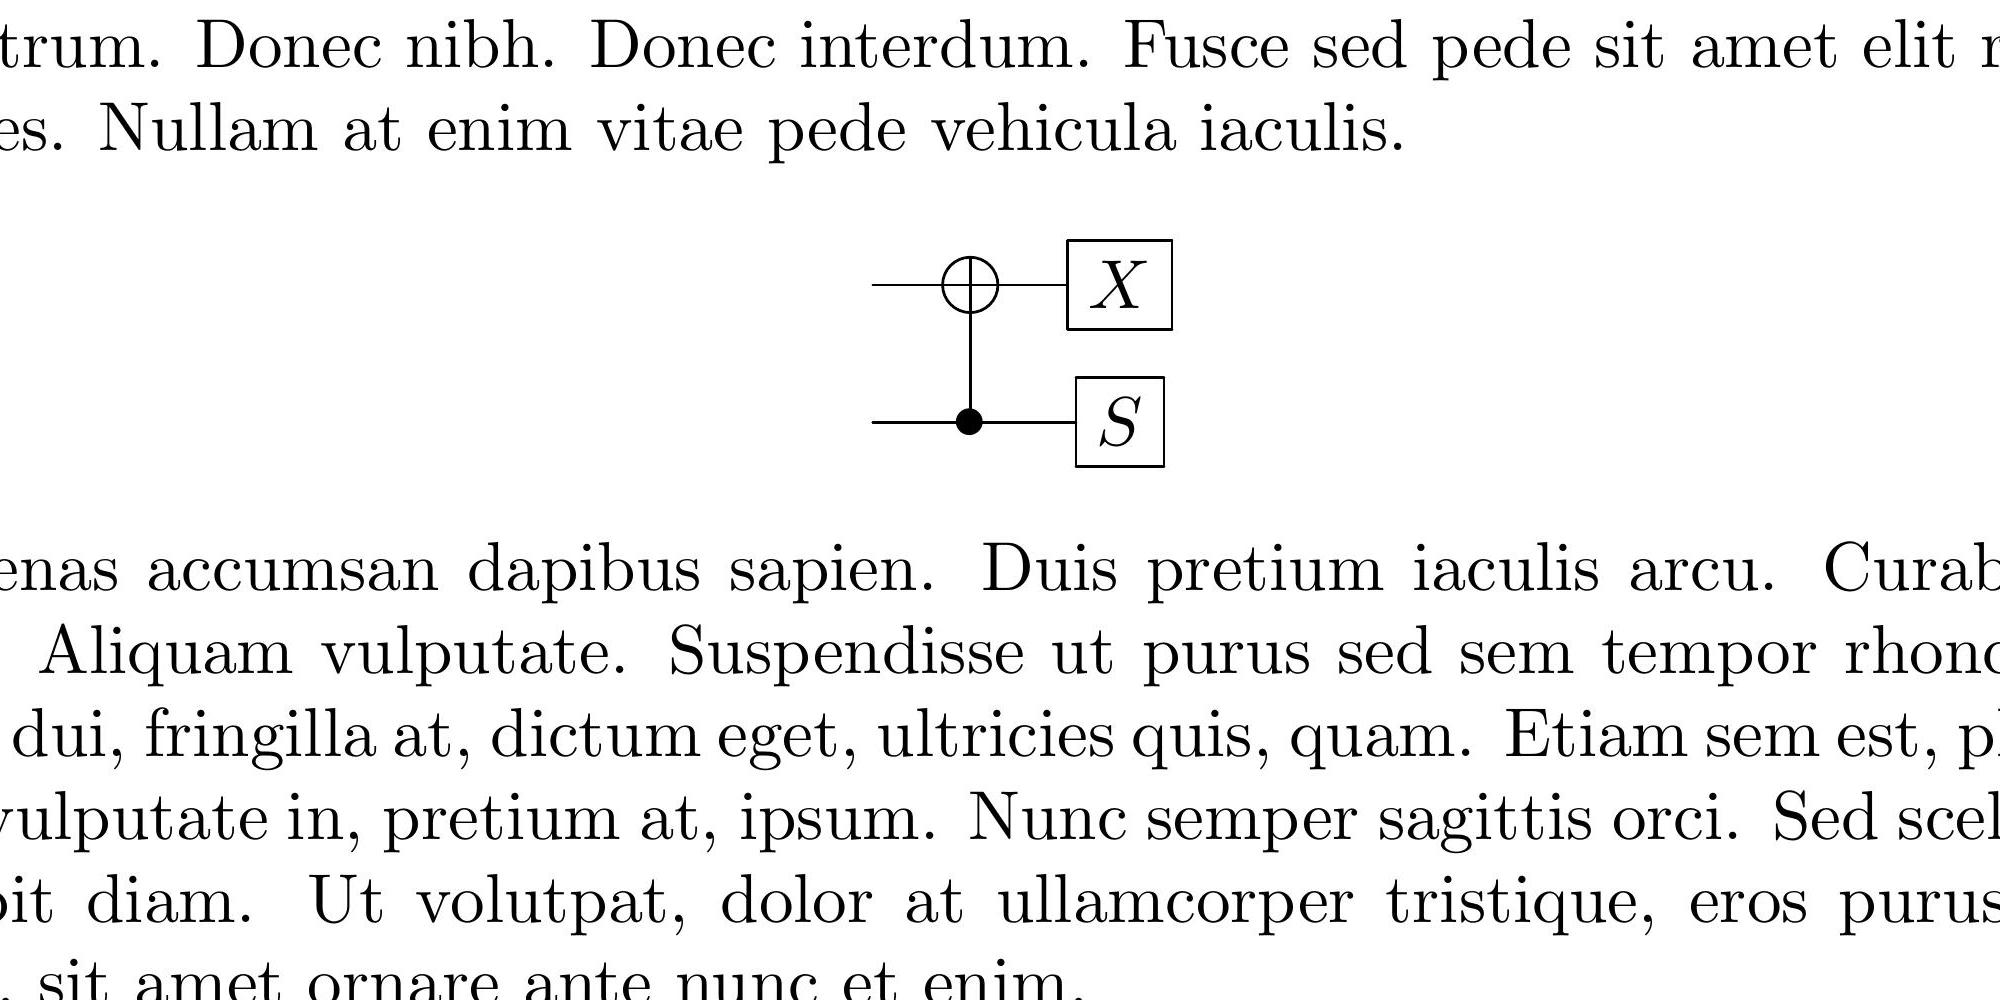 trum. Donec nibh. Donec interdum. Fusce sed pede sit amet elit
es. Nullam at enim vitae pede vehicula iaculis.
X
S
enas accumsan dapibus sapien. Duis pretium iaculis arcu. Curab
Aliquam vulputate. Suspendisse ut purus sed sem tempor rhonc
dui, fringilla at, dictum eget, ultricies quis, quam. Etiam sem est,
vulputate in, pretium at, ipsum. Nunc semper sagittis orci. Sed scel
bit diam. Ut volutpat, dolor at ullamcorper tristique, eros purus
, sit amet ornare ante nunc et enim.